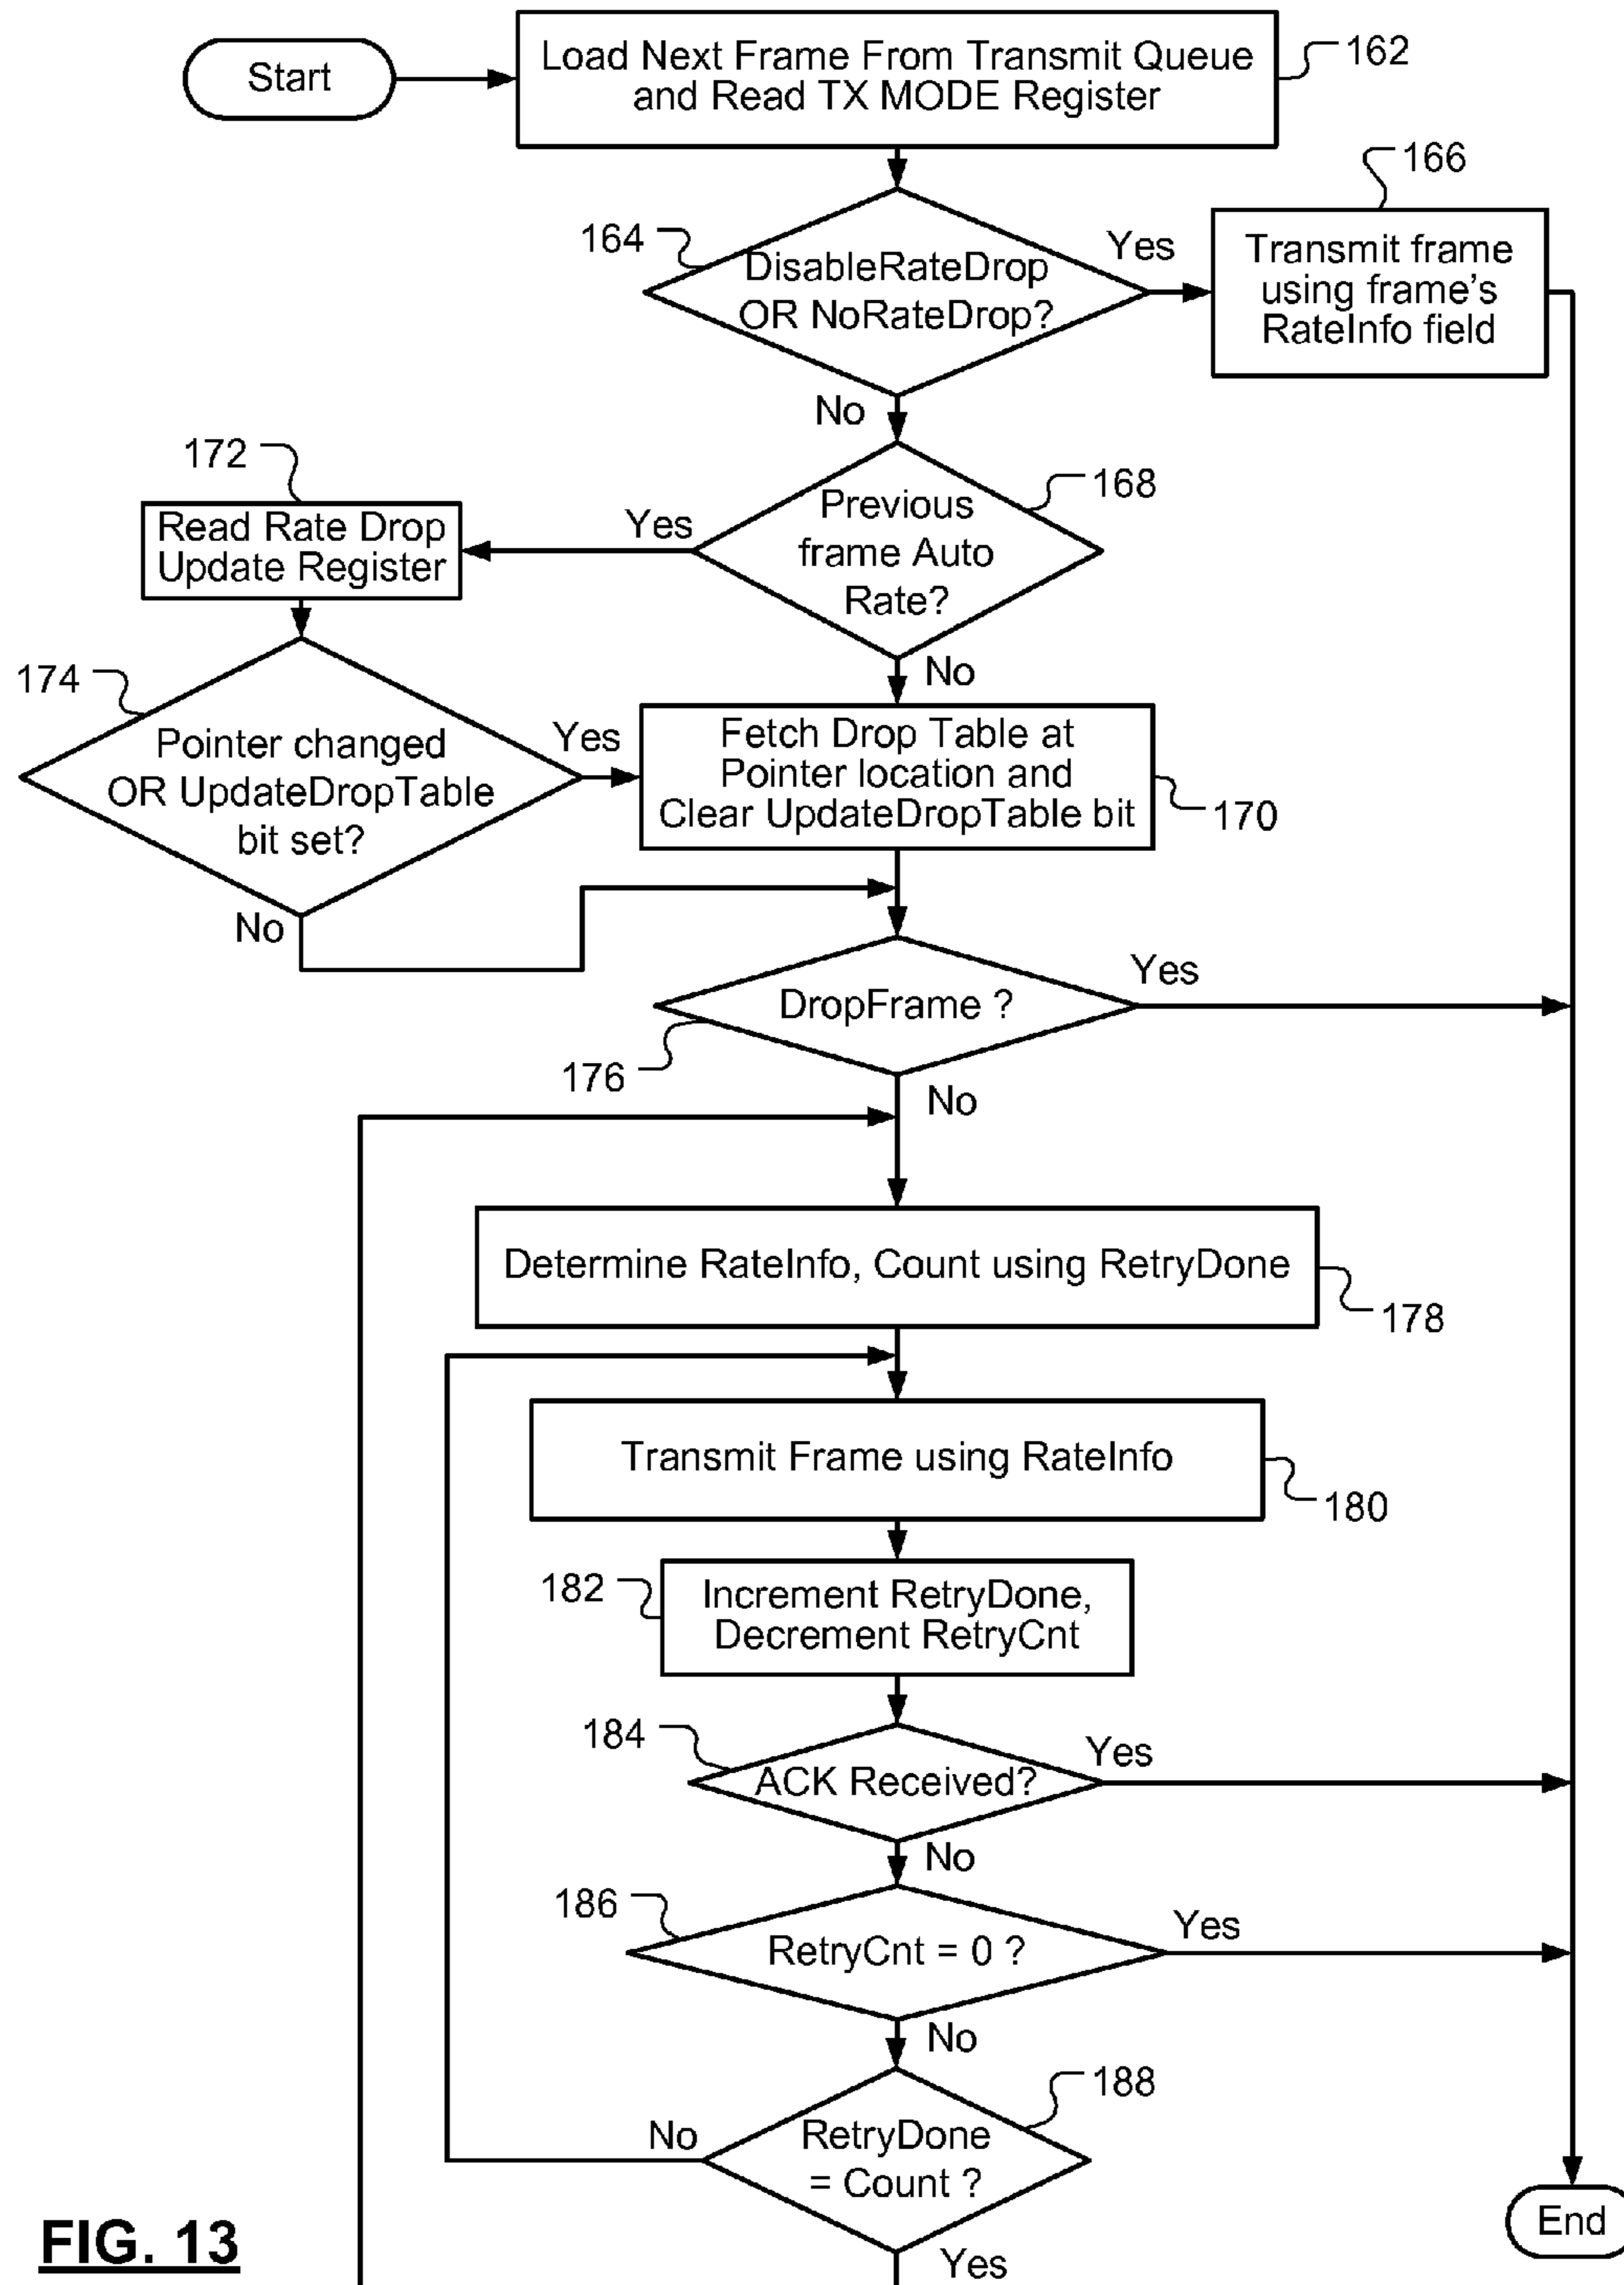 Start
Load Next Frame From Transmit Queue
and Read TX MODE Register
162
166
164
DisableRateDrop
OR NoRateDrop?
Yes
Transmit frame
using frame's
RateInfo field
No
172
168
Read Rate Drop
Update Register
Yes
Previous
frame Auto
Rate?
No
174
Pointer changed
OR UpdateDropTable
bit set?
Yes
Fetch Drop Table at
Pointer location and
Clear UpdateDropTable bit
170
No
DropFrame ?
Yes
176
No
Determine RateInfo, Count using RetryDone
178
Transmit Frame using RateInfo
180
182
Increment RetryDone,
Decrement RetryCnt
184
ACK Received?
Yes
No
186
RetryCnt = 0 ?
Yes
No
188
No
RetryDone
= Count ?
Yes
End
FIG. 13